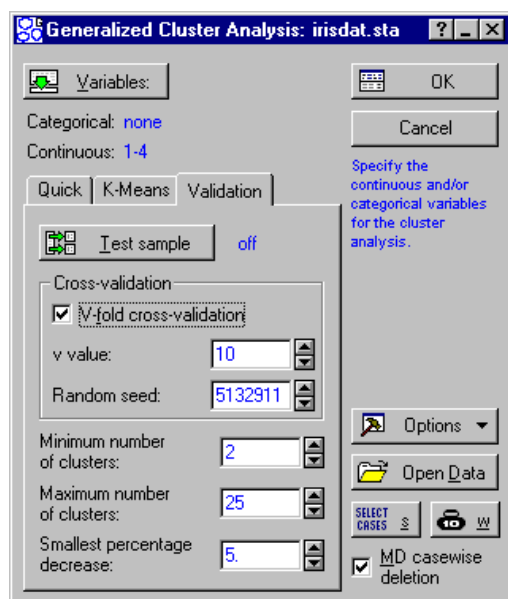 Generalized Cluster Analysis: irisdat.sta
Variables:
OK
Categorical: none
Continuous: 1-4
Cancel
Specify the
continuous and/or
categorical variables
for the cluster
analysis.
Quick
K-Means
Validation
Test sample
off
Cross-validation
V-fold cross-validation
v value:
10
Random seed:
5132911
Minimum number
of clusters:
2
Maximum number
of clusters:
25
Smallest percentage
decrease:
5.
Options
Open Data
SELECT
CASES
S
W
MD casewise
deletion